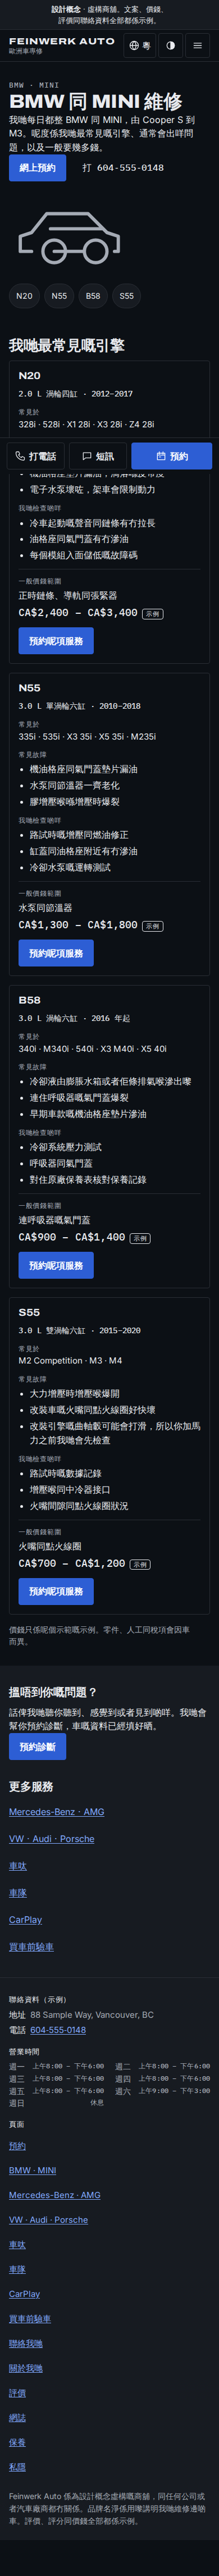 設計概念 · 虛構商舖。文案、價錢、
評價同聯絡資料全部都係示例。
FEINWERK AUTO
歐洲車專修
粵
BMW · MINI
BMW 同 MINI 維修
我哋每日都整 BMW 同 MINI，由 Cooper S 到
M3。呢度係我哋最常見嘅引擎、通常會出咩問
題，以及一般要幾多錢。
網上預約
打 604-555-0148
N20
N55
B58
S55
我哋最常見嘅引擎
N20
2.0 L 渦輪四缸 · 2012–2017
常見於
328i · 528i · X1 28i · X3 28i · Z4 28i
打電話
短訊
預約
電子水泵壞咗，架車會限制動力
我哋檢查啲咩
冷車起動嘅聲音同鏈條有冇拉長
油格座同氣門蓋有冇滲油
每個模組入面儲低嘅故障碼
一般價錢範圍
正時鏈條、導軌同張緊器
CA$2,400 – CA$3,400 示例
預約呢項服務
N55
3.0 L 單渦輪六缸 · 2010–2018
常見於
335i · 535i · X3 35i · X5 35i · M235i
常見故障
機油格座同氣門蓋墊片漏油
水泵同節溫器一齊老化
膠增壓喉喺增壓時爆裂
我哋檢查啲咩
路試時嘅增壓同燃油修正
缸蓋同油格座附近有冇滲油
冷卻水泵嘅運轉測試
一般價錢範圍
水泵同節溫器
CA$1,300 – CA$1,800 示例
預約呢項服務
B58
3.0 L 渦輪六缸 · 2016 年起
常見於
340i · M340i · 540i · X3 M40i · X5 40i
常見故障
冷卻液由膨脹水箱或者佢條排氣喉滲出嚟
連住呼吸器嘅氣門蓋爆裂
早期車款嘅機油格座墊片滲油
我哋檢查啲咩
冷卻系統壓力測試
呼吸器同氣門蓋
對住原廠保養表核對保養記錄
一般價錢範圍
連呼吸器嘅氣門蓋
CA$900 – CA$1,400 示例
預約呢項服務
S55
3.0 L 雙渦輪六缸 · 2015–2020
常見於
M2 Competition · M3 · M4
常見故障
大力增壓時增壓喉爆開
改裝車嘅火嘴同點火線圈好快壞
改裝引擎嘅曲軸轂可能會打滑，所以你加馬
力之前我哋會先檢查
我哋檢查啲咩
路試時嘅數據記錄
增壓喉同中冷器接口
火嘴間隙同點火線圈狀況
一般價錢範圍
火嘴同點火線圈
CA$700 – CA$1,200 示例
預約呢項服務
價錢只係呢個示範嘅示例。零件、人工同稅項會因車
而異。
搵唔到你嘅問題？
話俾我哋聽你聽到、感覺到或者見到啲咩。我哋會
幫你預約診斷，車嘅資料已經填好晒。
預約診斷
更多服務
Mercedes-Benz · AMG
VW · Audi · Porsche
車呔
車隊
CarPlay
買車前驗車
聯絡資料（示例）
地址 88 Sample Way, Vancouver, BC
電話 604-555-0148
營業時間
週一 上午8:00 – 下午6:00 週二 上午8:00 – 下午6:00
週三 上午8:00 – 下午6:00 週四 上午8:00 – 下午6:00
週五 上午8:00 – 下午6:00 週六 上午9:00 – 下午3:00
週日 休息
頁面
預約
BMW · MINI
Mercedes-Benz · AMG
VW · Audi · Porsche
車呔
車隊
CarPlay
買車前驗車
聯絡我哋
關於我哋
評價
網誌
保養
私隱
Feinwerk Auto 係為設計概念虛構嘅商舖，同任何公司或
者汽車廠商都冇關係。品牌名淨係用嚟講明我哋維修邊啲
車。評價、評分同價錢全部都係示例。